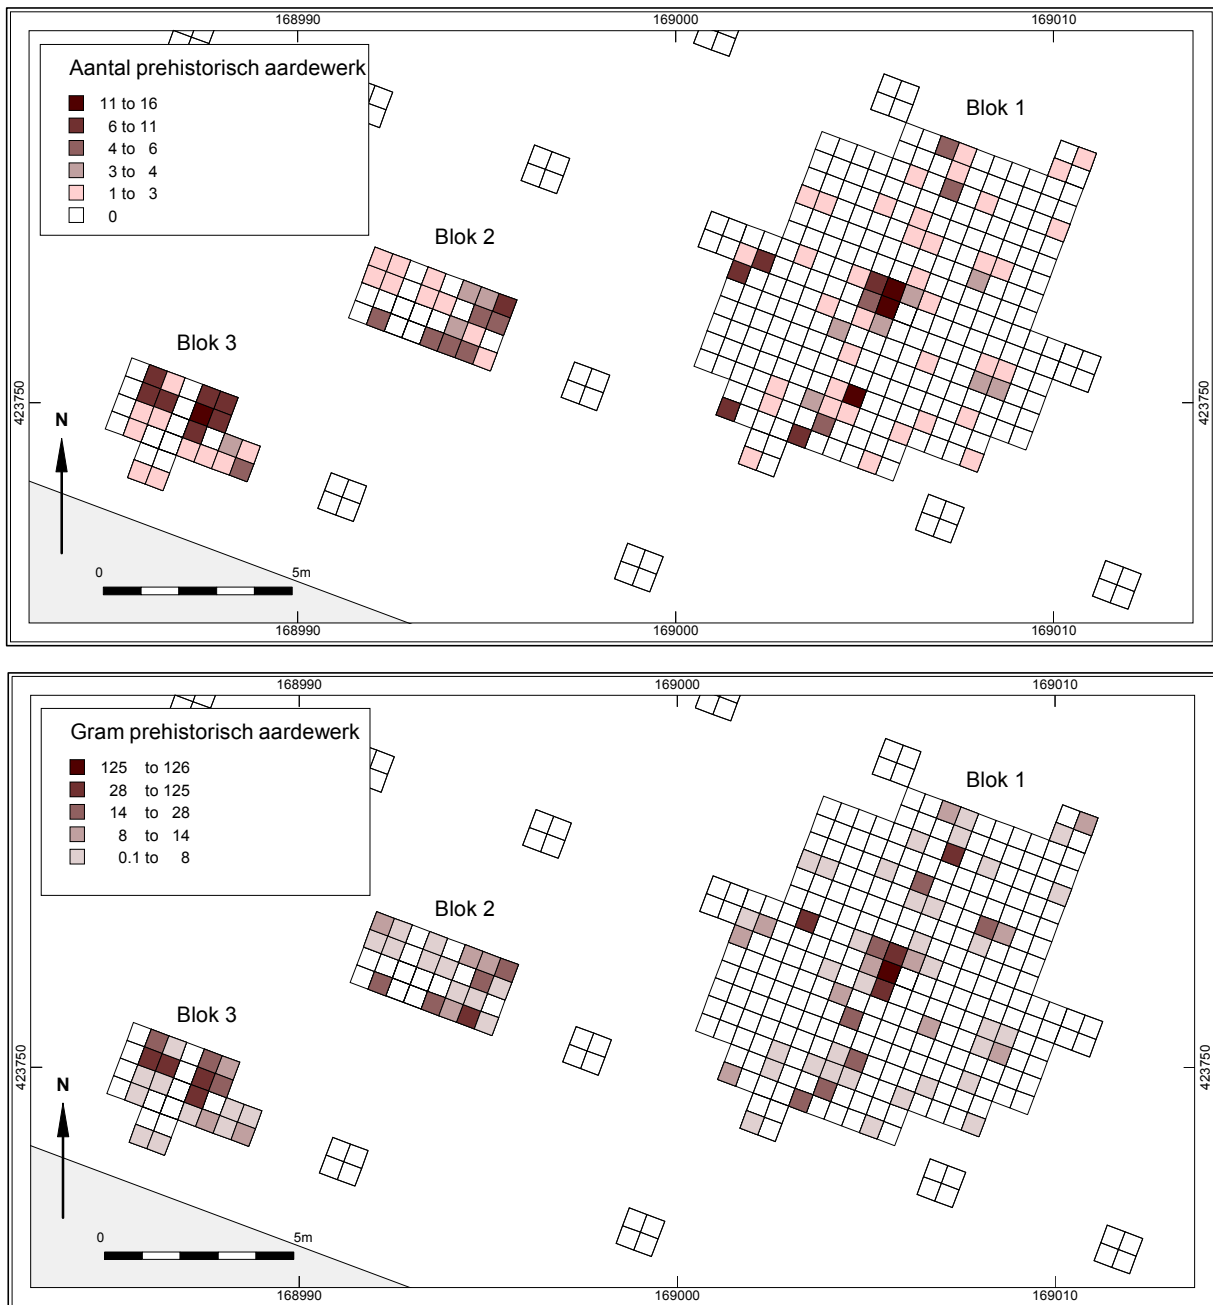 168990 169000 169010
Aantal prehistorisch aardewerk
11 to 16
6 to 11
4 to 6
3 to 4
1 to 3
0
Blok 1
Blok 2
Blok 3
423750 423750
N
0 5m
168990 169000 169010
168990 169000 169010
Gram prehistorisch aardewerk
125 to 126
28 to 125
14 to 28
8 to 14
0.1 to 8
Blok 1
Blok 2
Blok 3
423750 423750
N
0 5m
168990 169000 169010